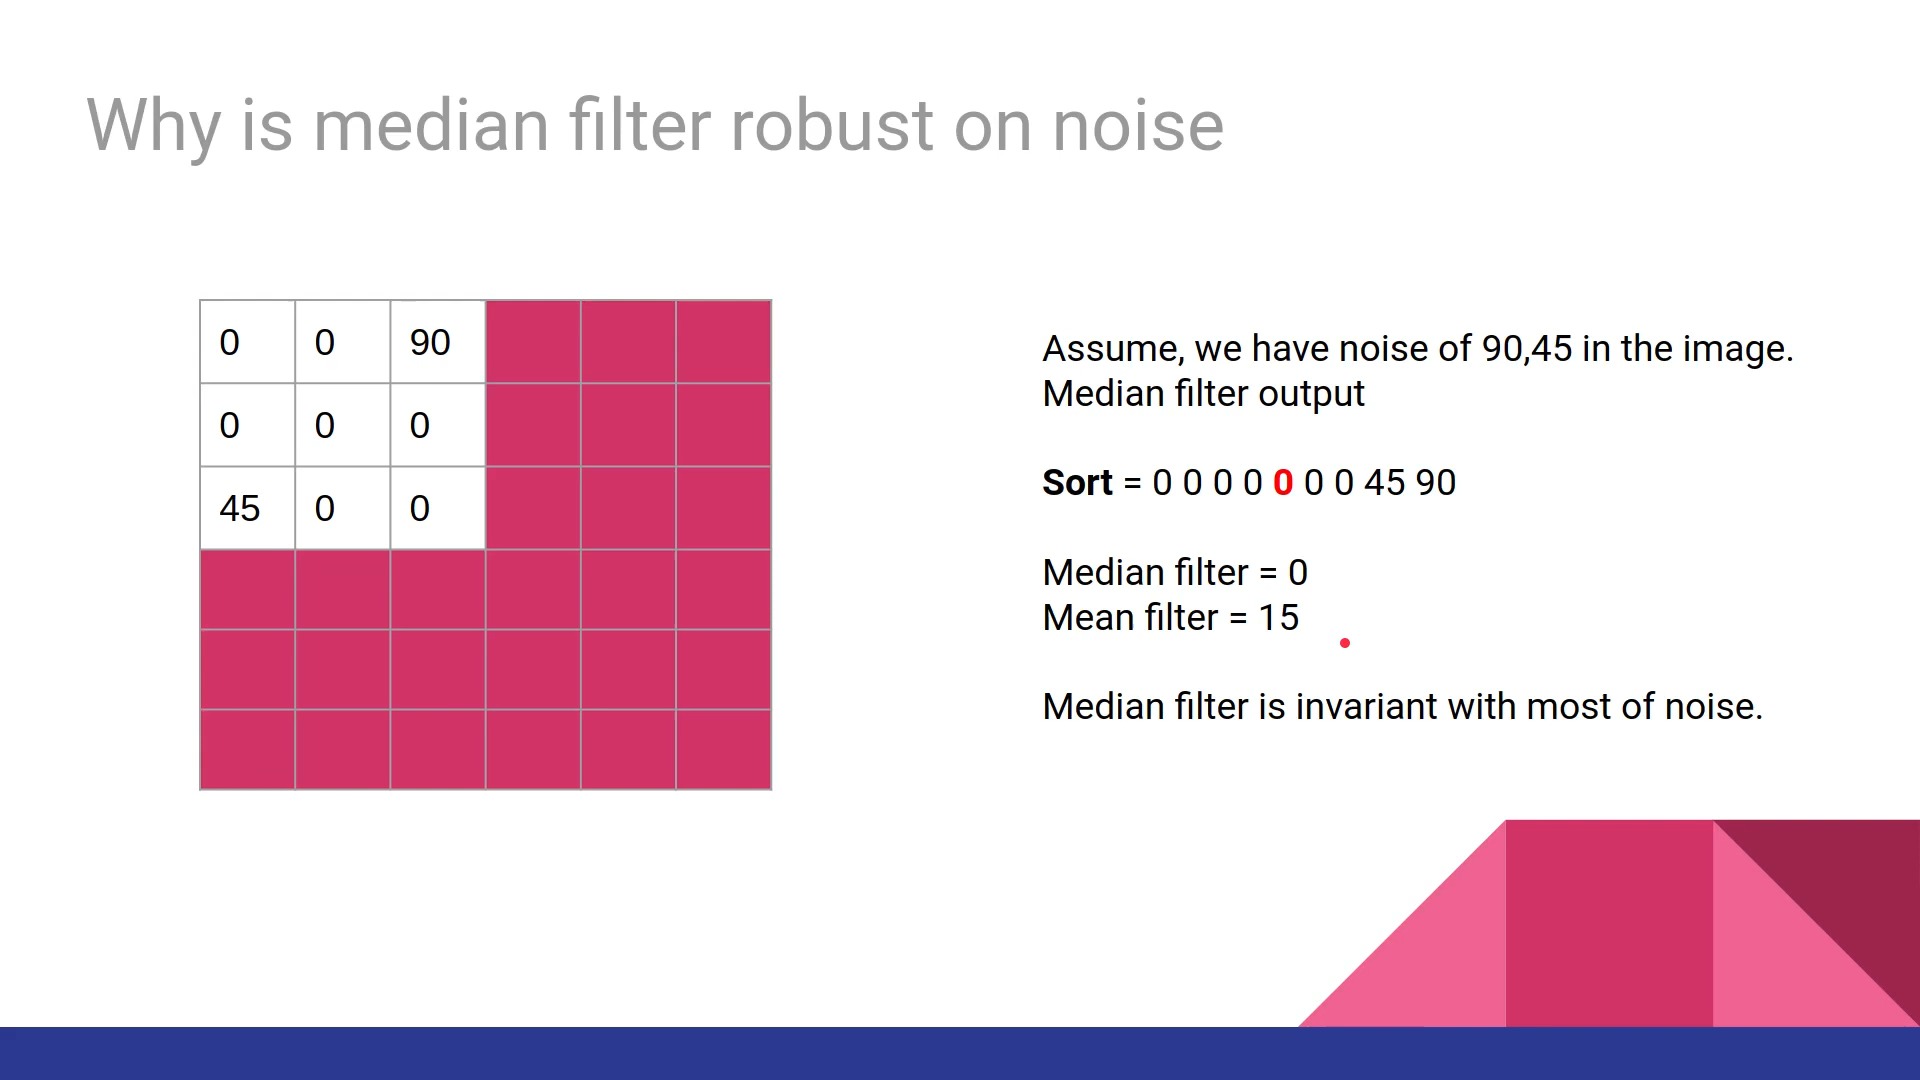 Why is median filter robust on noise
0 0 90
0 0 0
45 0 0
Assume, we have noise of 90,45 in the image.
Median filter output
Sort = 0 0 0 0 0 0 0 45 90
Median filter = 0
Mean filter = 15
Median filter is invariant with most of noise.